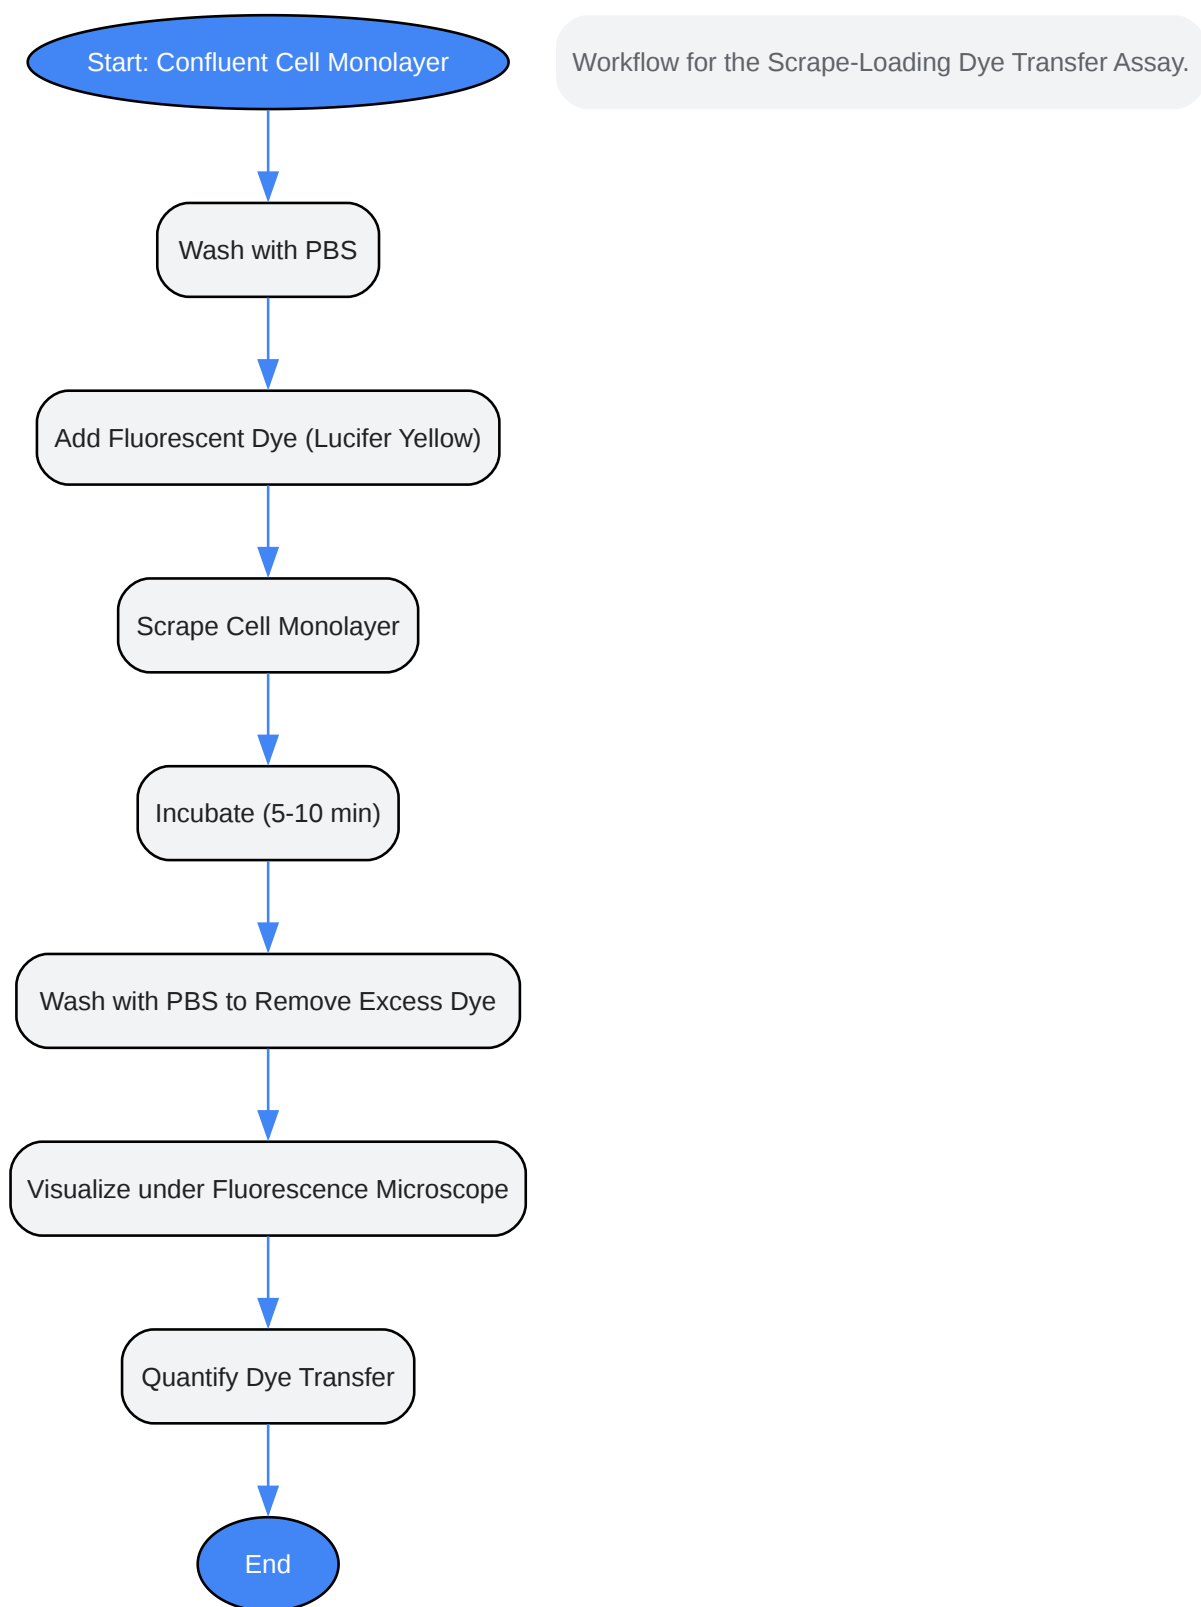 Start: Confluent Cell Monolayer
Workflow for the Scrape-Loading Dye Transfer Assay.
Wash with PBS
Add Fluorescent Dye (Lucifer Yellow)
Scrape Cell Monolayer
Incubate (5-10 min)
Wash with PBS to Remove Excess Dye
Visualize under Fluorescence Microscope
Quantify Dye Transfer
End